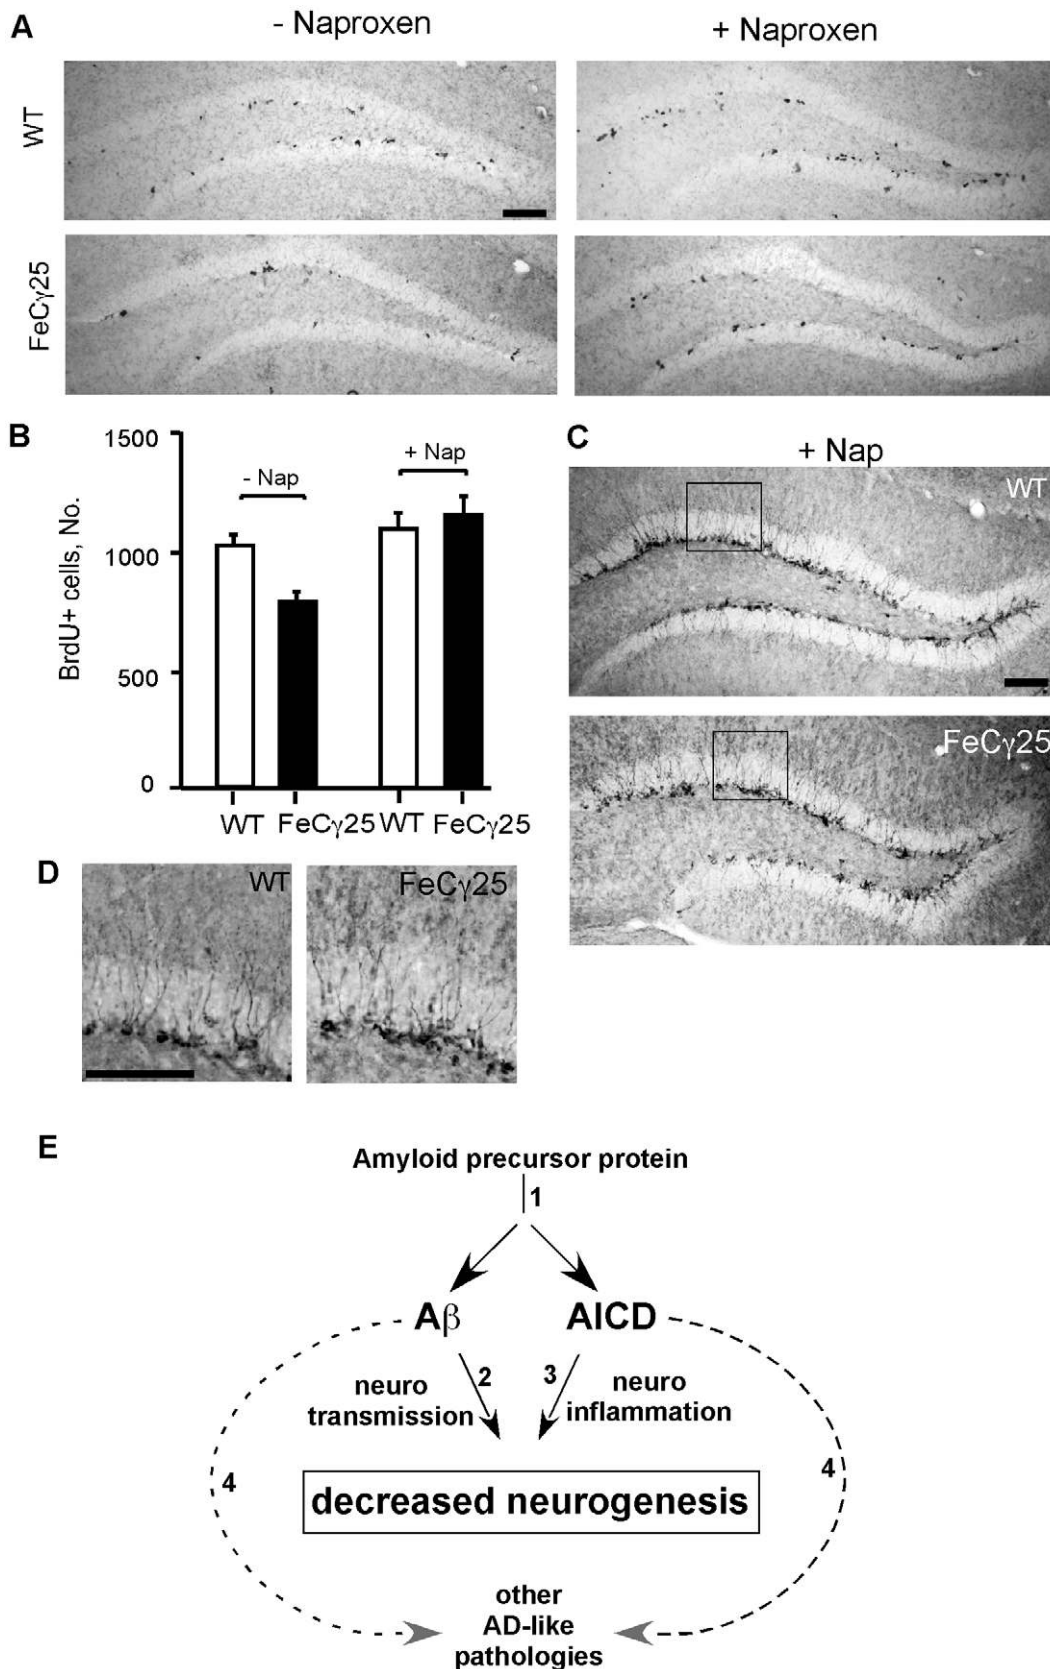 A
- Naproxen
+ Naproxen
WT
FeCγ25
B
1500
1000
500
0
BrdU+ cells, No.
- Nap
+ Nap
WT
FeCγ25
WT
FeCγ25
C
+ Nap
WT
FeCγ25
D
WT
FeCγ25
E
Amyloid precursor protein
1
Aβ
AICD
2
3
neuro
transmission
neuro
inflammation
4
4
decreased neurogenesis
other
AD-like
pathologies